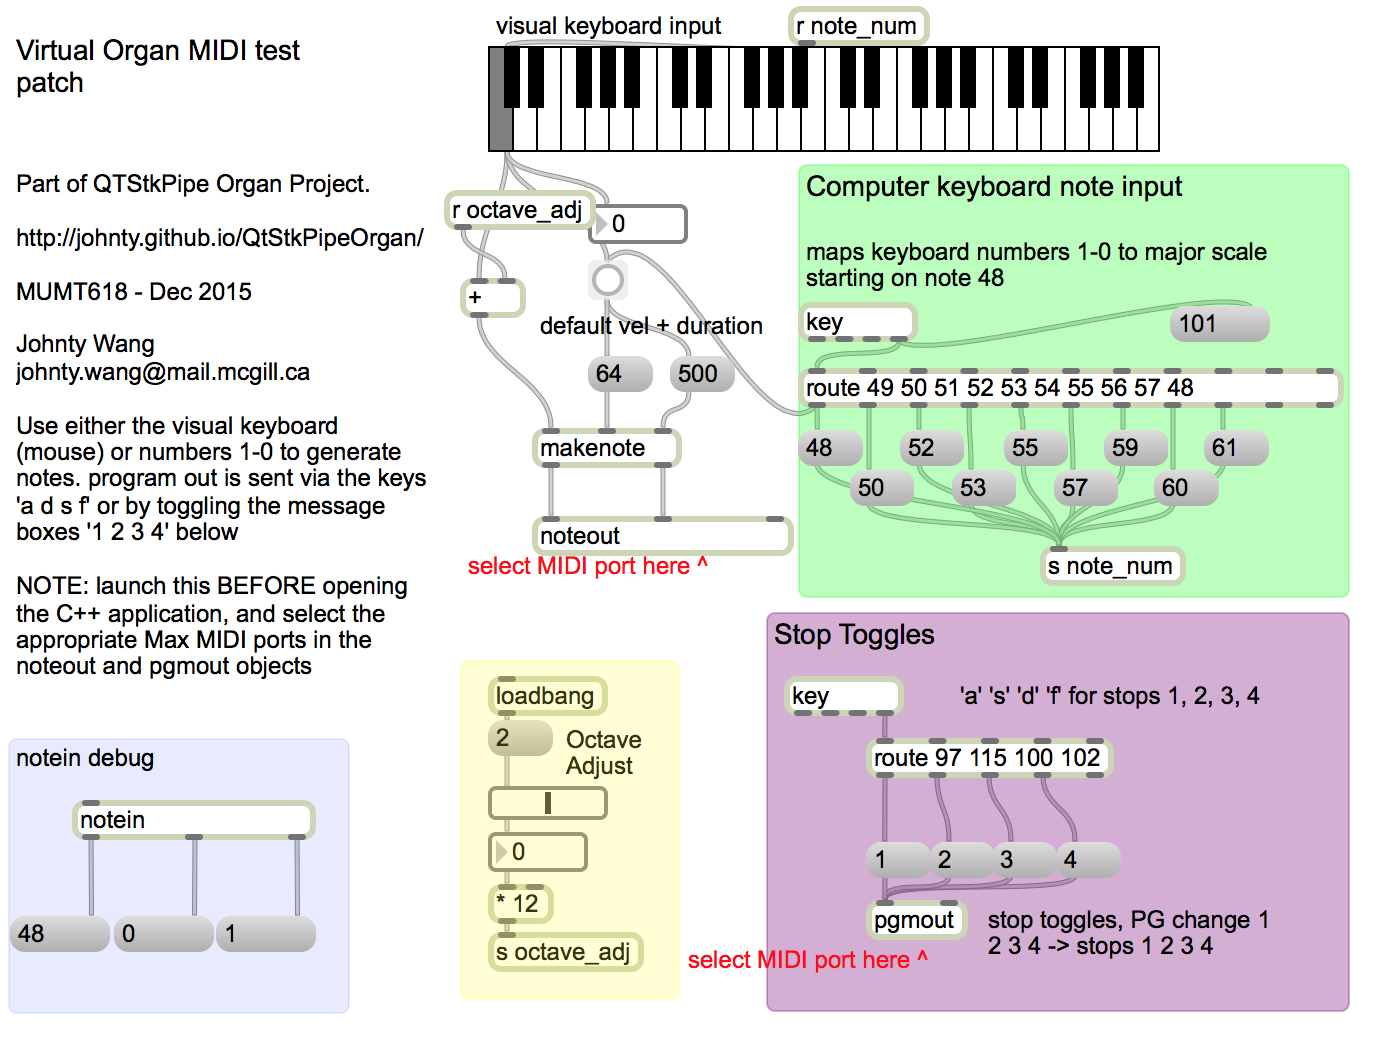 visual keyboard input
r note_num
Virtual Organ MIDI test
patch
Part of QTStkPipe Organ Project.
http://johnty.github.io/QtStkPipeOrgan/
MUMT618 - Dec 2015
Johnty Wang
johnty.wang@mail.mcgill.ca
Use either the visual keyboard
(mouse) or numbers 1-0 to generate
notes. program out is sent via the keys
'a d s f' or by toggling the message
boxes '1 2 3 4' below
NOTE: launch this BEFORE opening
the C++ application, and select the
appropriate Max MIDI ports in the
noteout and pgmout objects
r octave_adj
0
+
default vel + duration
64
500
makenote
noteout
select MIDI port here ^
Computer keyboard note input
maps keyboard numbers 1-0 to major scale
starting on note 48
key
101
route 49 50 51 52 53 54 55 56 57 48
48
52
55
59
61
50
53
57
60
s note_num
notein debug
notein
48
0
1
loadbang
2
Octave
Adjust
0
* 12
s octave_adj
Stop Toggles
key
'a' 's' 'd' 'f' for stops 1, 2, 3, 4
route 97 115 100 102
1
2
3
4
pgmout
stop toggles, PG change 1
2 3 4 -> stops 1 2 3 4
select MIDI port here ^